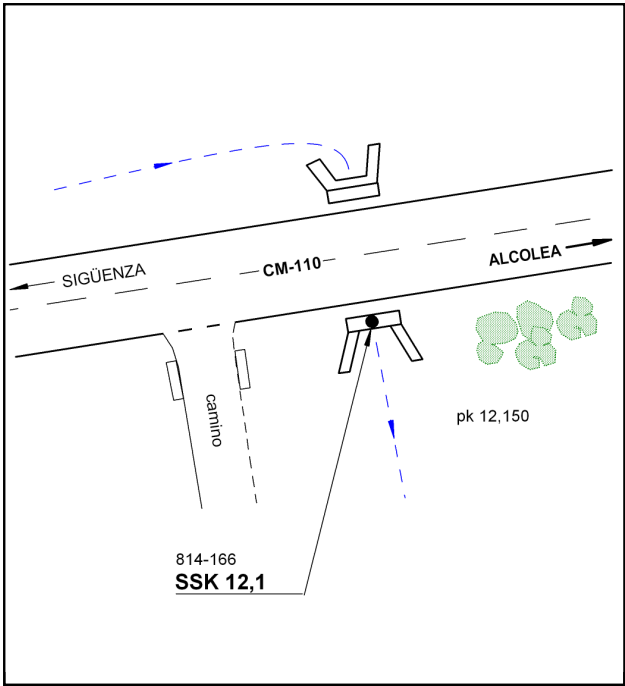 SIGÜENZA
CM-110
ALCOLEA
camino
pk 12,150
814-166
SSK 12,1